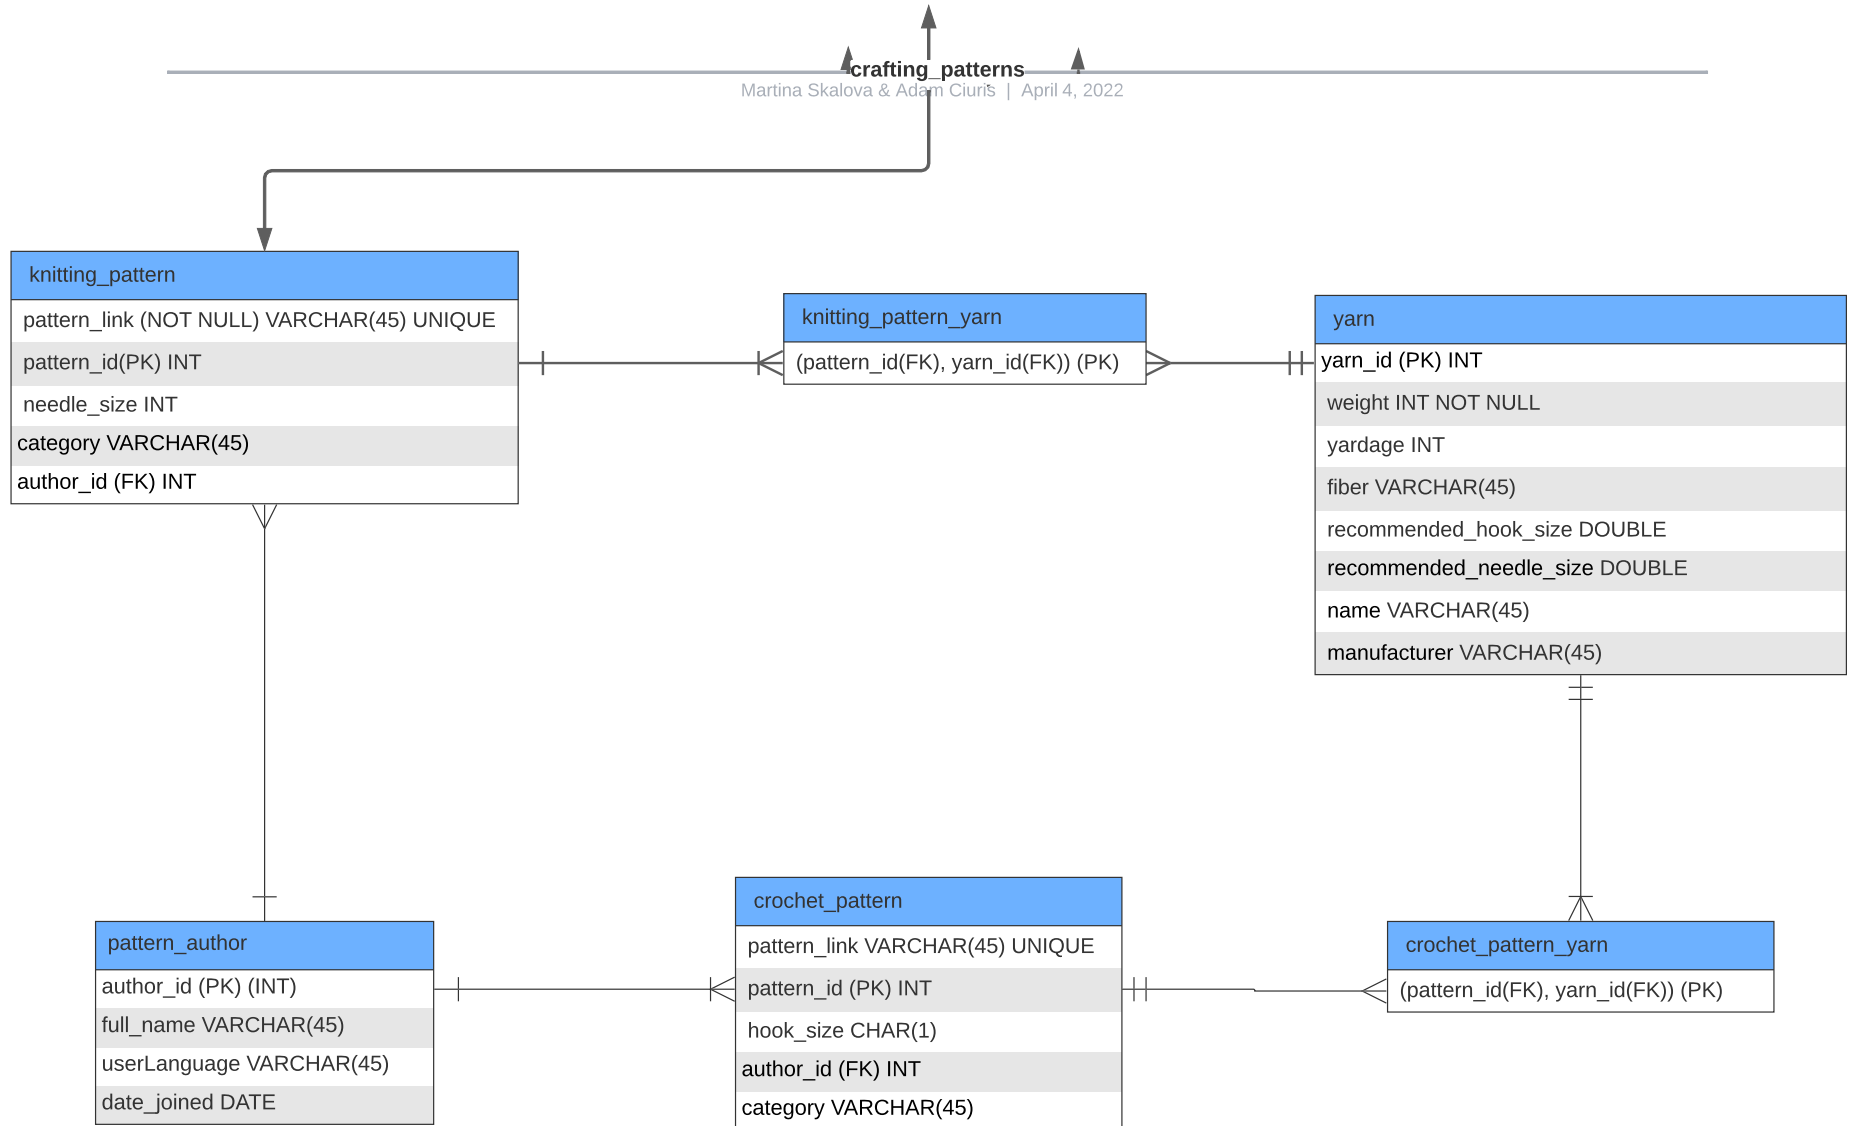 crafting_patterns
Martina Skalova & Adam Ciuris | April 4, 2022
knitting_pattern
pattern_link (NOT NULL) VARCHAR(45) UNIQUE
pattern_id(PK) INT
needle_size INT
category VARCHAR(45)
author_id (FK) INT
knitting_pattern_yarn
(pattern_id(FK), yarn_id(FK)) (PK)
yarn
yarn_id (PK) INT
weight INT NOT NULL
yardage INT
fiber VARCHAR(45)
recommended_hook_size DOUBLE
recommended_needle_size DOUBLE
name VARCHAR(45)
manufacturer VARCHAR(45)
pattern_author
author_id (PK) (INT)
full_name VARCHAR(45)
userLanguage VARCHAR(45)
date_joined DATE
crochet_pattern
pattern_link VARCHAR(45) UNIQUE
pattern_id (PK) INT
hook_size CHAR(1)
author_id (FK) INT
category VARCHAR(45)
crochet_pattern_yarn
(pattern_id(FK), yarn_id(FK)) (PK)